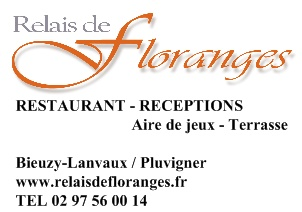 Relais de
Floranges
RESTAURANT - RECEPTIONS
Aire de jeux - Terrasse
Bieuzy-Lanvaux / Pluvigner
www.relaisdefloranges.fr
TEL 02 97 56 00 14